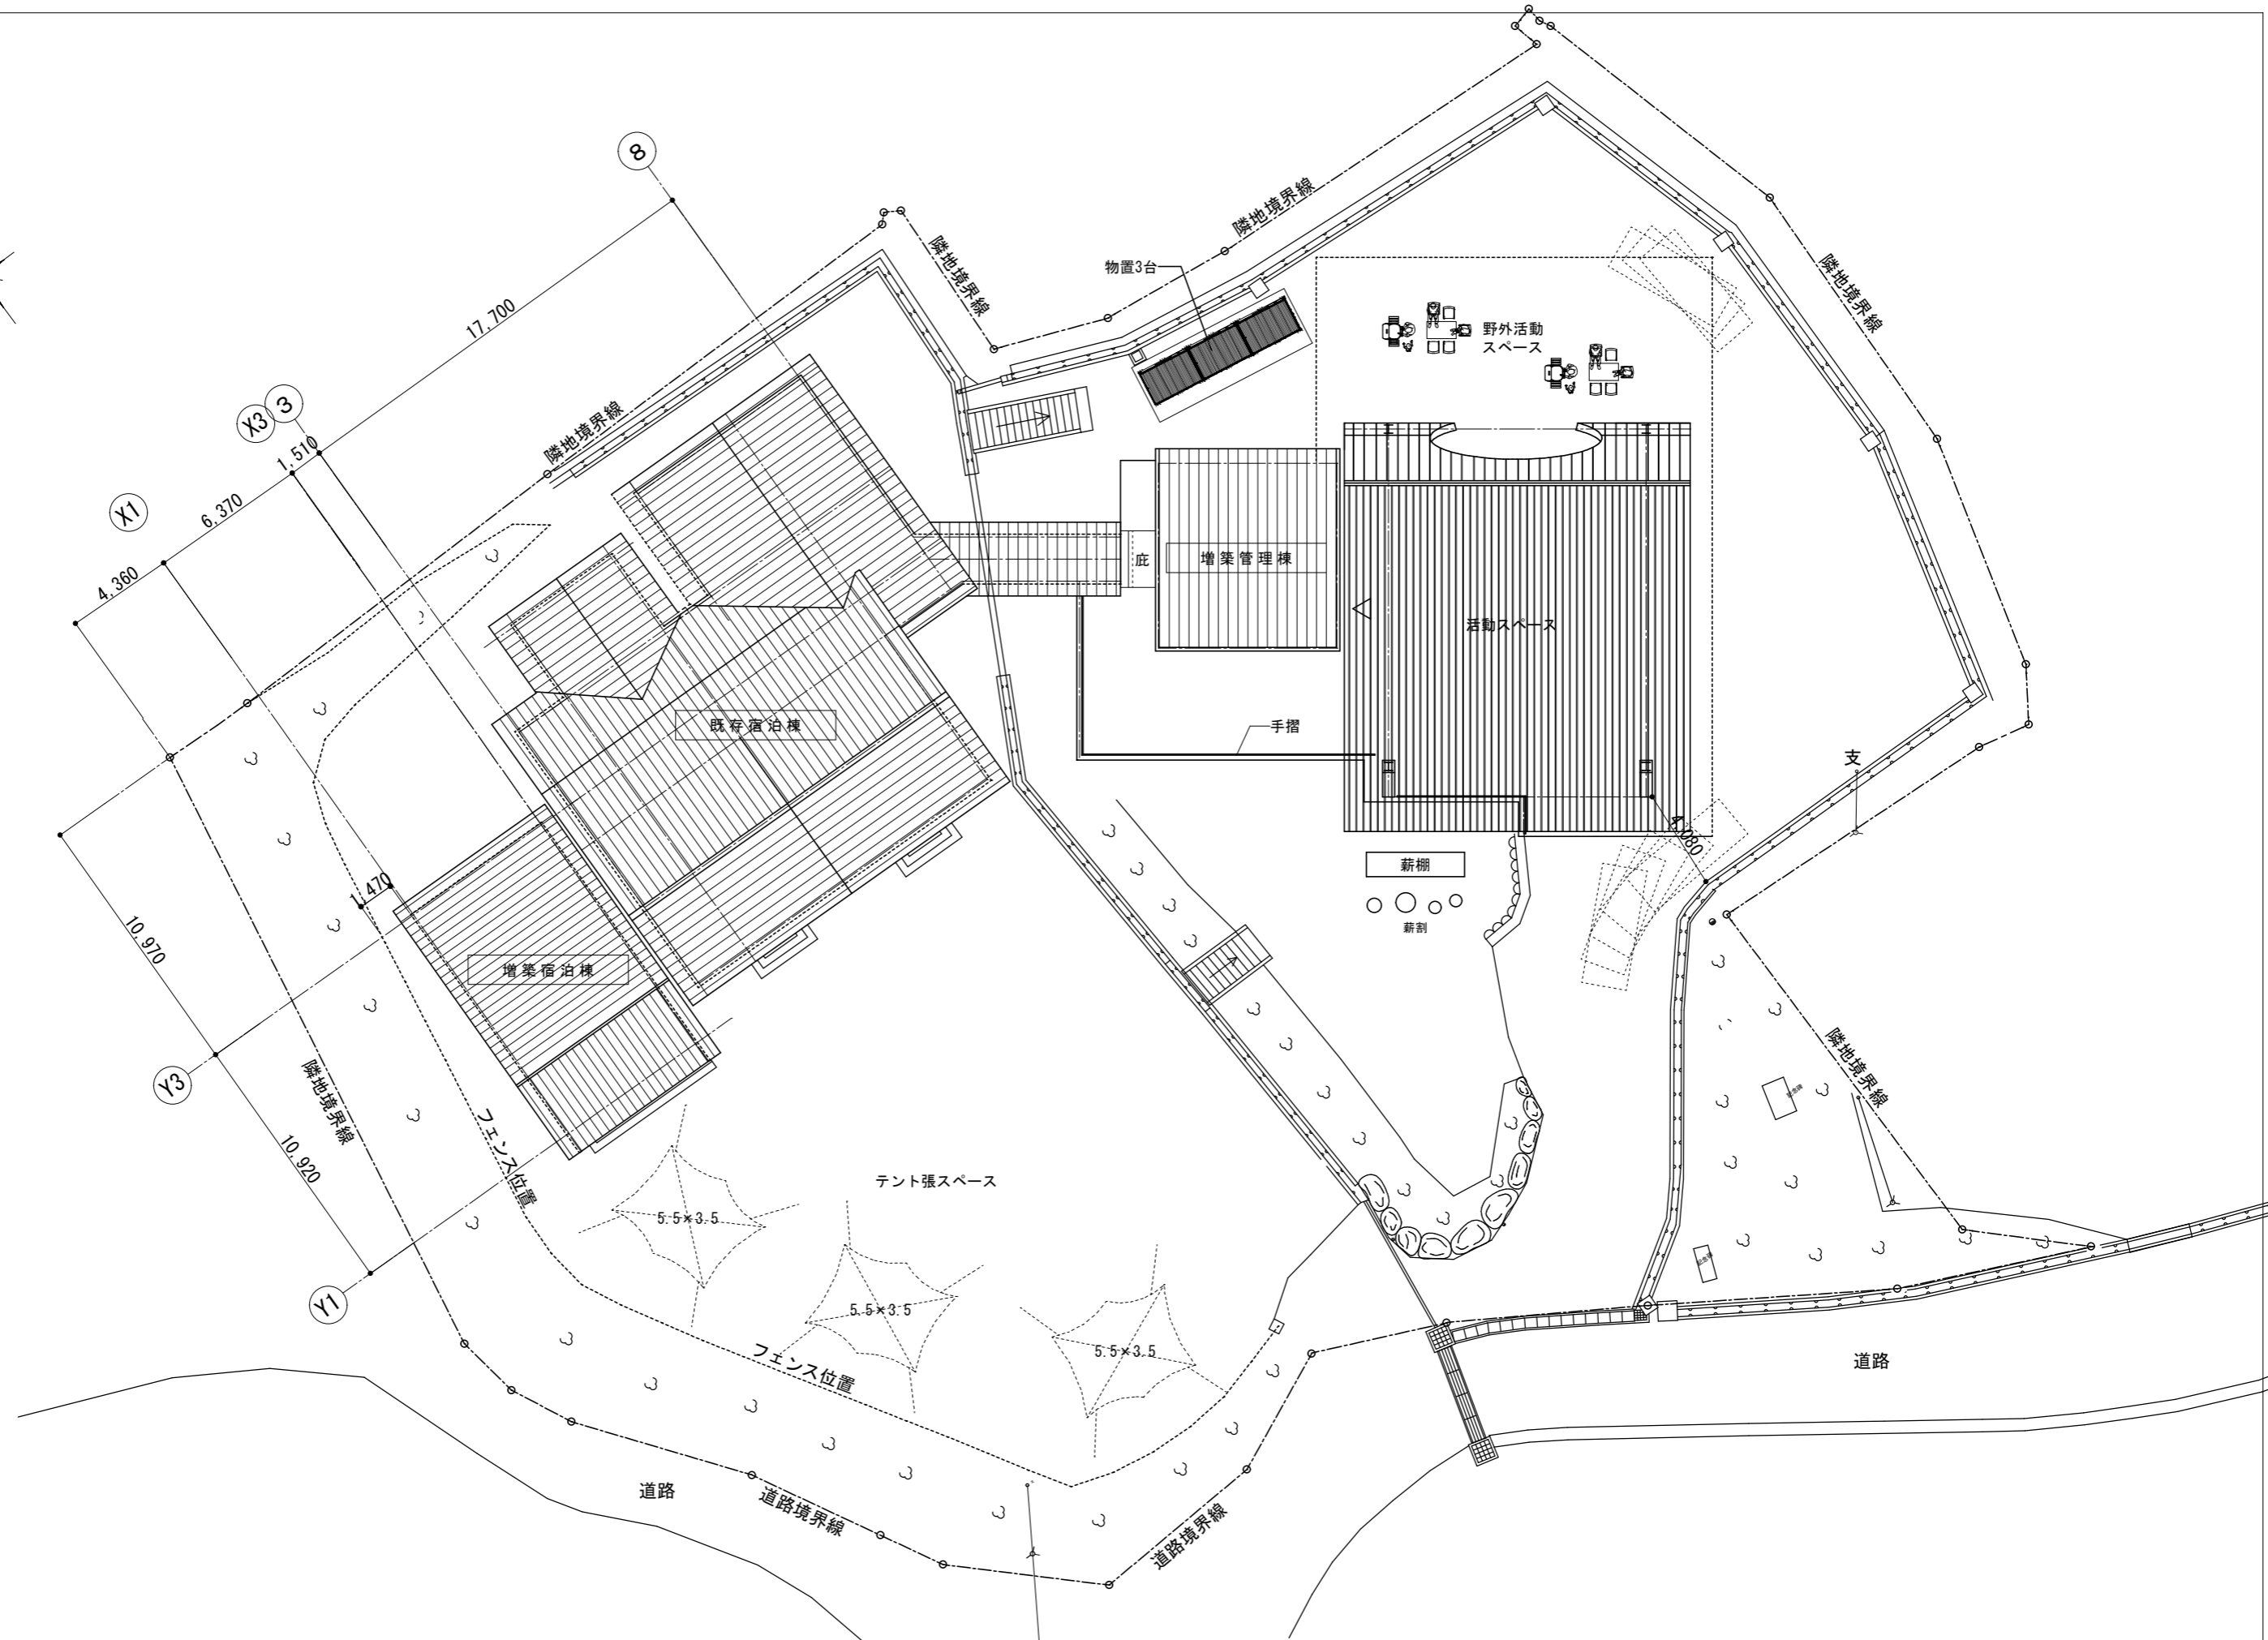 8
17,700
隣地境界線
隣地境界線
物置3台
隣地境界線
野外活動
スペース
X3
3
1,510
隣地境界線
X1
6,370
4,360
庇
増築管理棟
活動スペース
既存宿泊棟
手摺
支
4,080
薪棚
薪割
1,470
10,970
増築宿泊棟
Y3
隣地境界線
フェンス位置
10,920
テント張スペース
5.5×3.5
5.5×3.5
5.5×3.5
フェンス位置
Y1
隣地境界線
記念碑
道路
道路
道路境界線
道路境界線